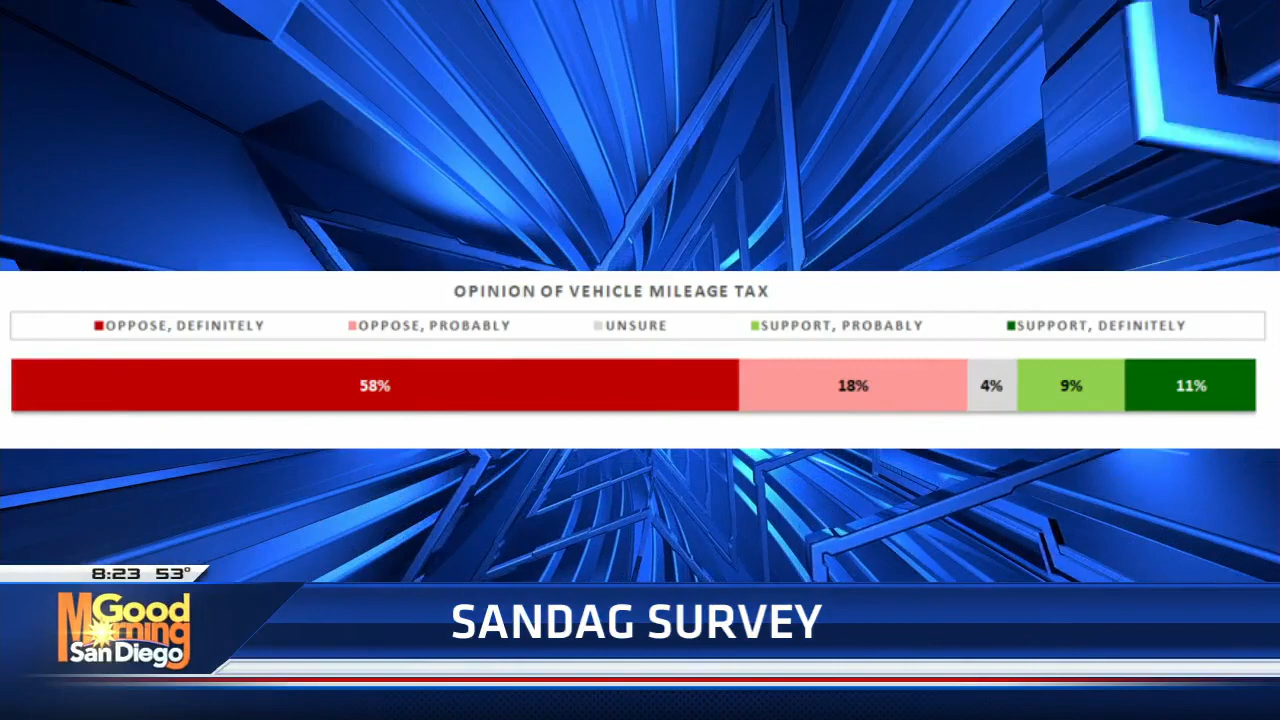 OPINION OF VEHICLE MILEAGE TAX
OPPOSE, DEFINITELY OPPOSE, PROBABLY UNSURE SUPPORT, PROBABLY SUPPORT, DEFINITELY
58% 18% 4% 9% 11%
8:23 53°
Good
Morning
San Diego
SANDAG SURVEY